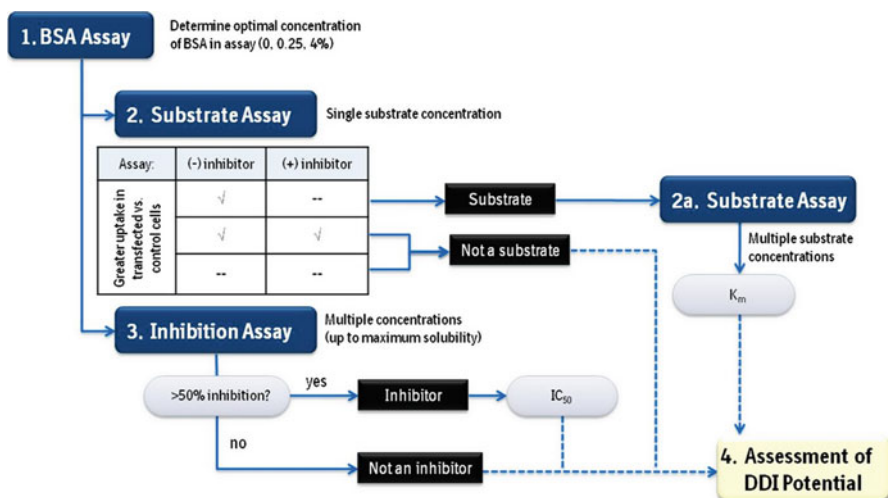 1. BSA Assay
Determine optimal concentration
of BSA in assay (0, 0.25, 4%)
2. Substrate Assay
Single substrate concentration
Assay:
(-) inhibitor
(+) inhibitor
Greater uptake in
transfected vs.
control cells
√
--
√
√
--
--
Substrate
Not a substrate
2a. Substrate Assay
Multiple substrate
concentrations
Km
3. Inhibition Assay
Multiple concentrations
(up to maximum solubility)
>50% inhibition?
yes
Inhibitor
IC50
no
Not an inhibitor
4. Assessment of
DDI Potential